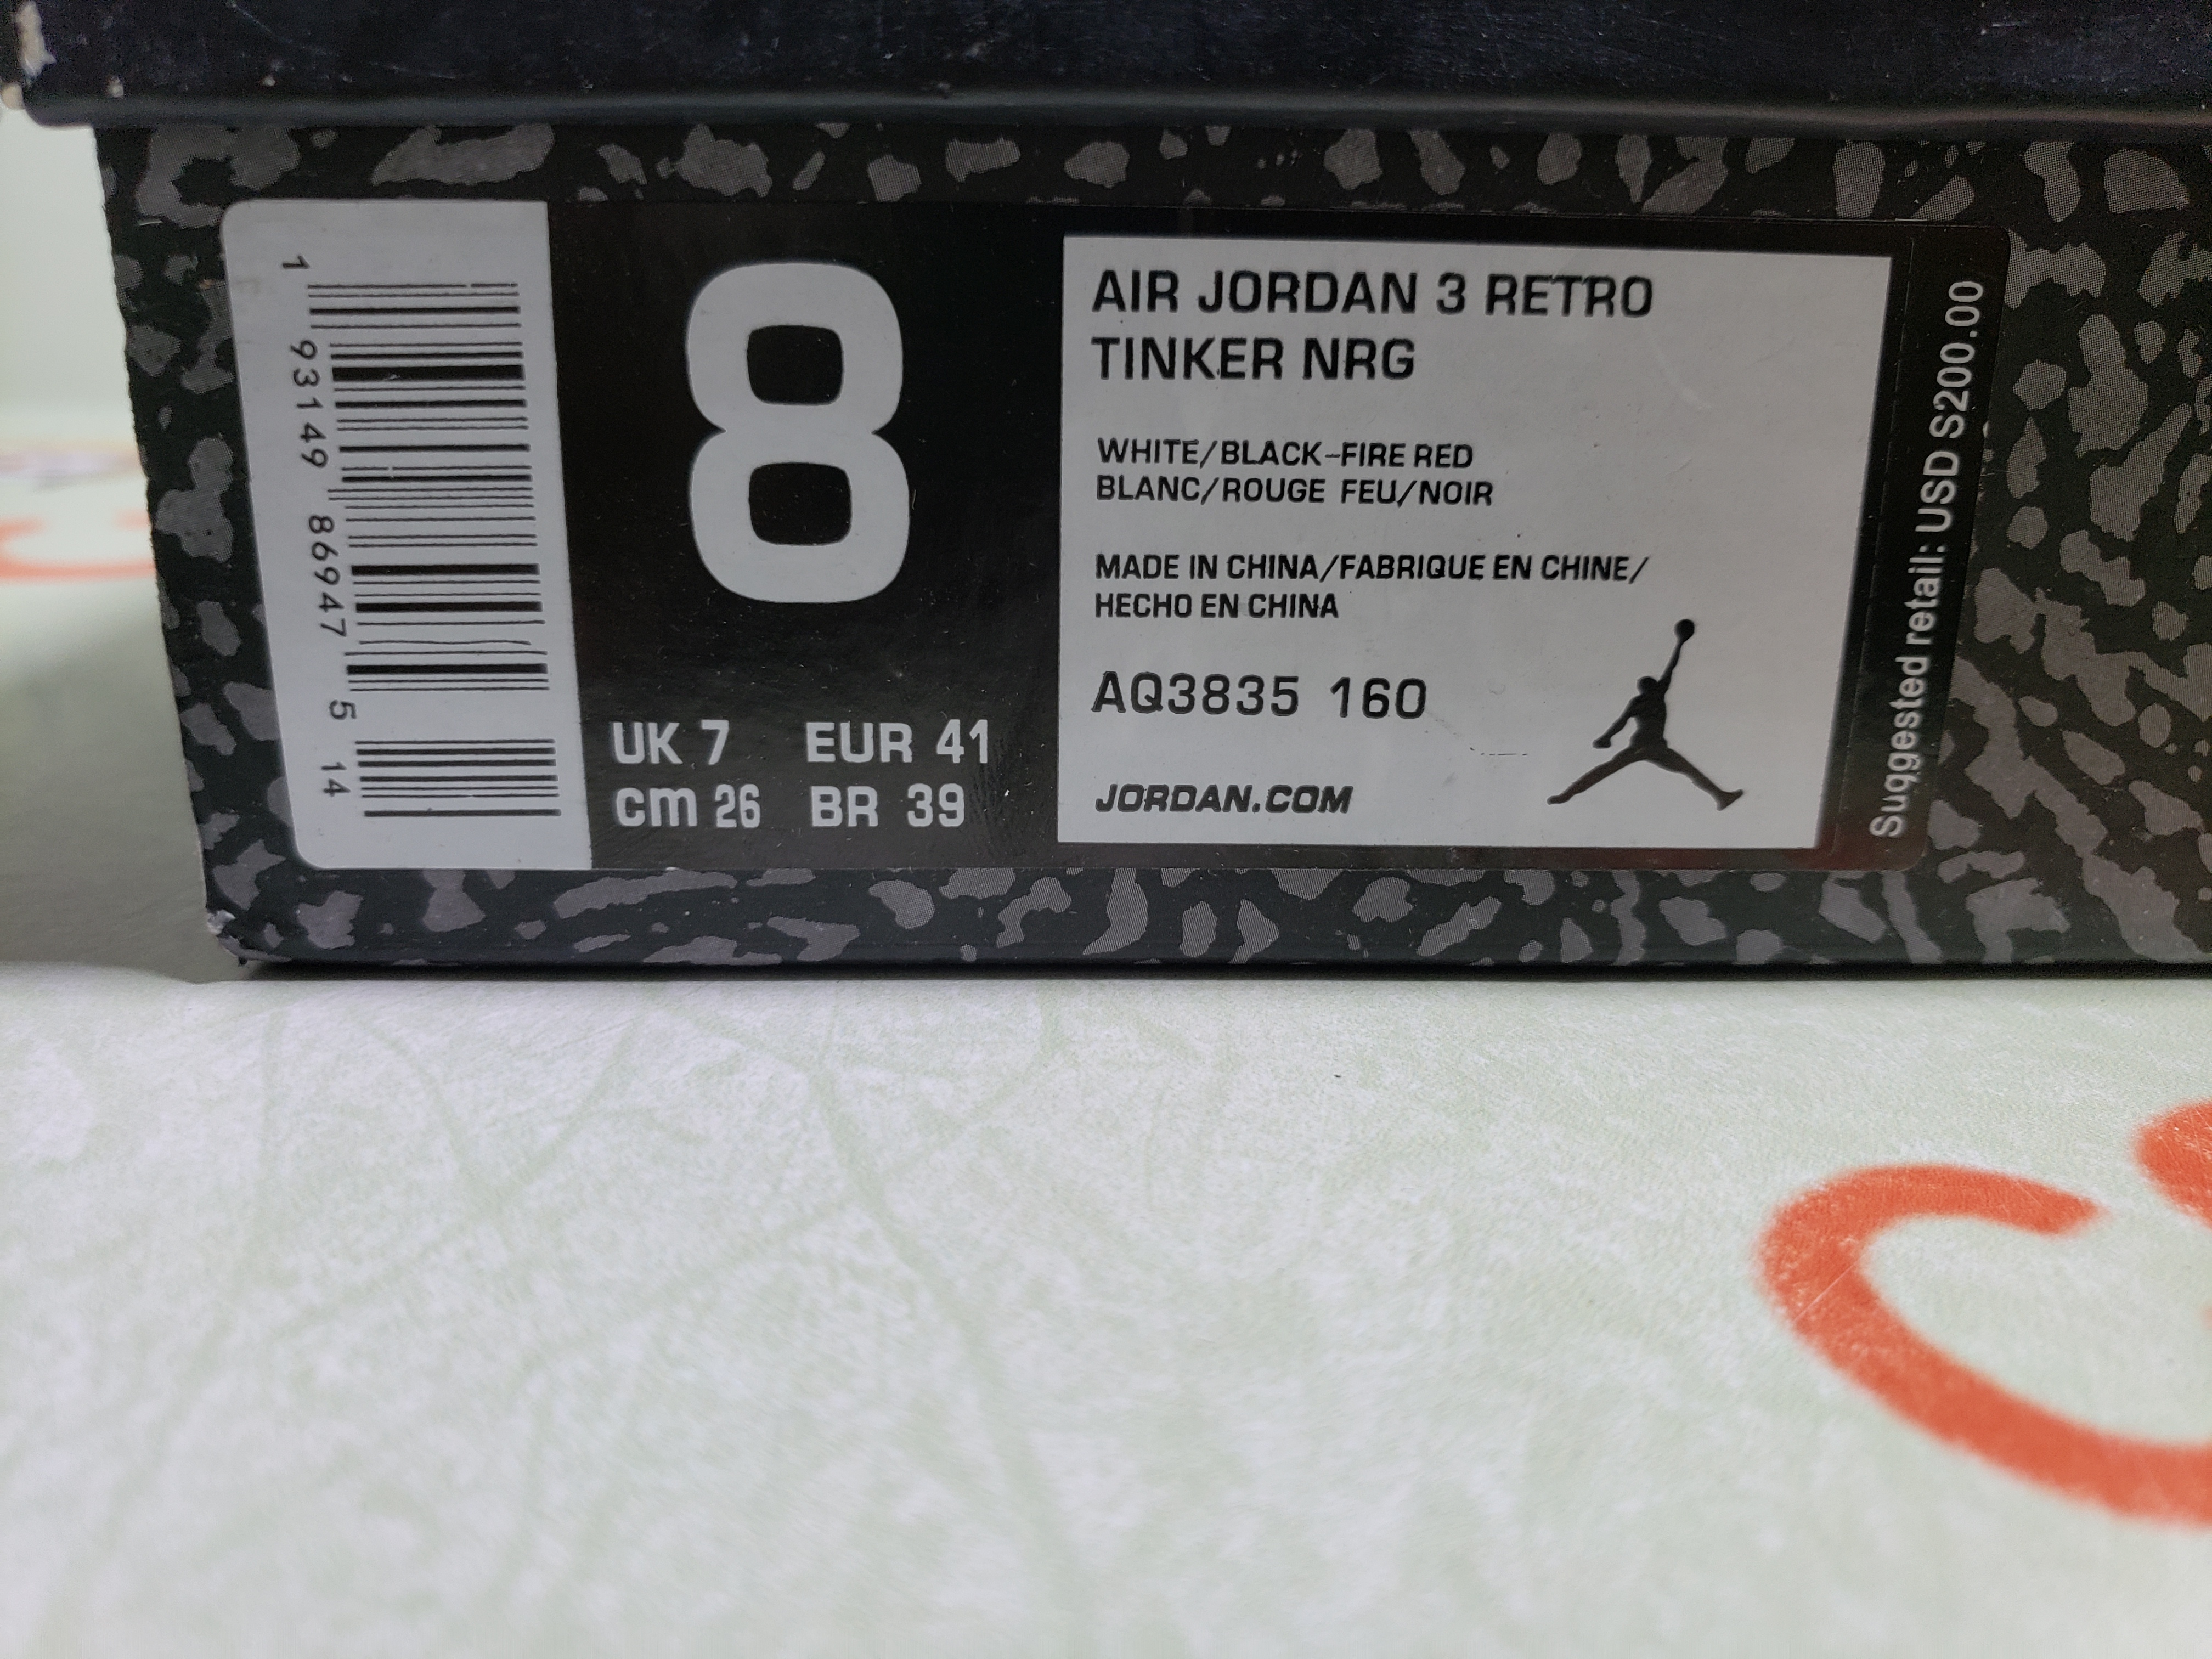 1 93149 86947 5 14
8
UK 7 EUR 41
cm 26 BR 39
AIR JORDAN 3 RETRO
TINKER NRG
WHITE/BLACK-FIRE RED
BLANC/ROUGE FEU/NOIR
MADE IN CHINA/FABRIQUE EN CHINE/
HECHO EN CHINA
AQ3835 160
JORDAN.COM
Suggested retail: USD S200.00